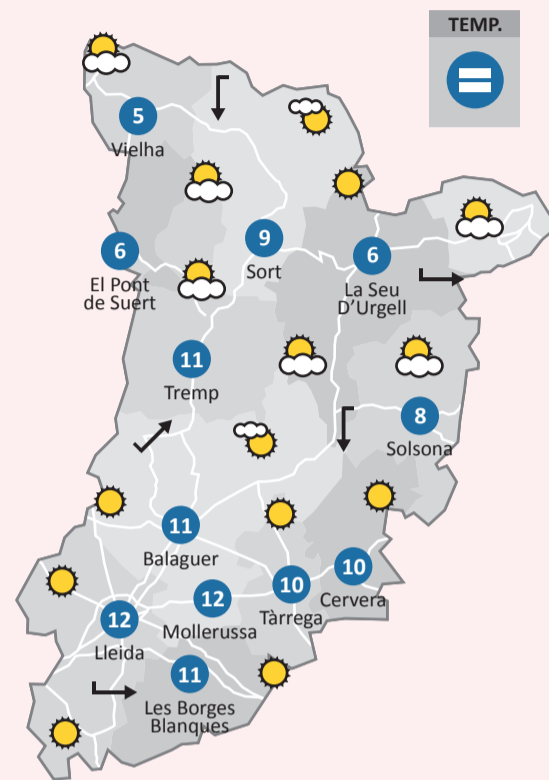 TEMP.
5
Vielha
9
Sort
6
El Pont
de Suert
6
La Seu
D'Urgell
11
Tremp
8
Solsona
11
Balaguer
10
Cervera
10
Tàrrega
12
Mollerussa
12
Lleida
11
Les Borges
Blanques